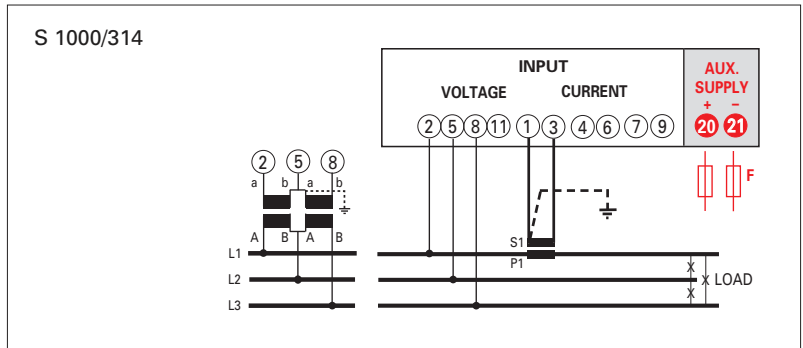 S 1000/314
INPUT
AUX.
SUPPLY
VOLTAGE
CURRENT
+ −
2 5 8 11 1 3 4 6 7 9 20 21
2 5 8
a b a b
F
A B A B
S1
P1
L1
L2
L3
X
X LOAD
X